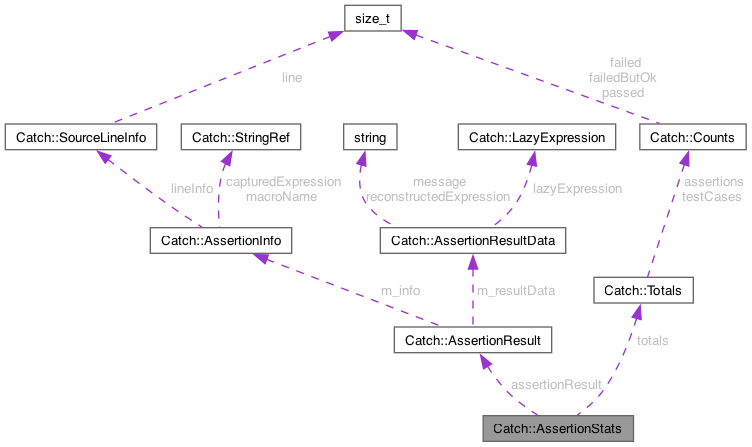 size_t
line
failed
failedButOk
passed
Catch::SourceLineInfo
Catch::StringRef
string
Catch::LazyExpression
Catch::Counts
lineInfo
capturedExpression
macroName
message
reconstructedExpression
lazyExpression
assertions
testCases
Catch::AssertionInfo
Catch::AssertionResultData
m_info
m_resultData
Catch::Totals
Catch::AssertionResult
totals
assertionResult
Catch::AssertionStats